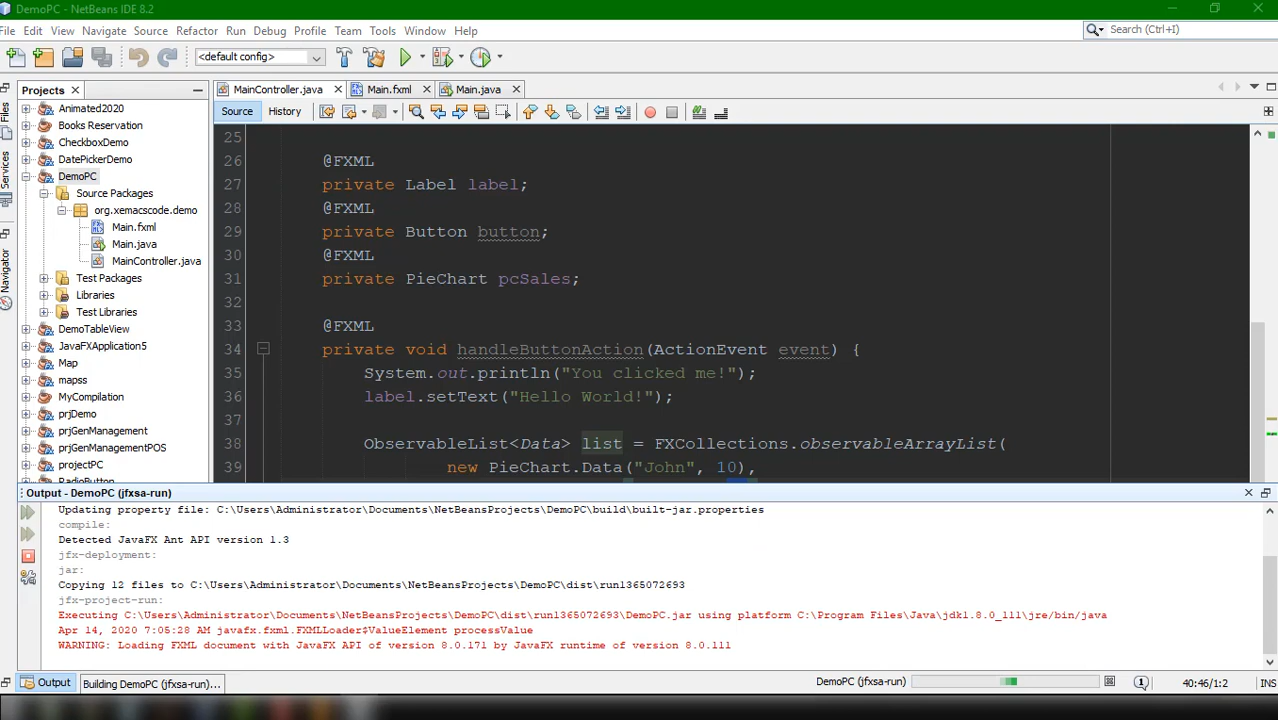 DemoPC - NetBeans IDE 8.2
File Edit View Navigate Source Refactor Run Debug Profile Team Tools Window Help
Search (Ctrl+I)
<default config>
Projects
MainController.java
Main.fxml
Main.java
Source
History
Files
Services
Navigator
Animated2020
Books Reservation
CheckboxDemo
DatePickerDemo
DemoPC
Source Packages
org.xemacscode.demo
Main.fxml
Main.java
MainController.java
Test Packages
Libraries
Test Libraries
DemoTableView
JavaFXApplication5
Map
mapss
MyCompilation
prjDemo
prjGenManagement
prjGenManagementPOS
projectPC
RadioButton
25
26 @FXML
27 private Label label;
28 @FXML
29 private Button button;
30 @FXML
31 private PieChart pcSales;
32
33 @FXML
34 private void handleButtonAction(ActionEvent event) {
35 System.out.println("You clicked me!");
36 label.setText("Hello World!");
37
38 ObservableList<Data> list = FXCollections.observableArrayList(
39 new PieChart.Data("John", 10),
Output - DemoPC (jfxsa-run)
Updating property file: C:\Users\Administrator\Documents\NetBeansProjects\DemoPC\build\built-jar.properties
compile:
Detected JavaFX Ant API version 1.3
jfx-deployment:
jar:
Copying 12 files to C:\Users\Administrator\Documents\NetBeansProjects\DemoPC\dist\run1365072693
jfx-project-run:
Executing C:\Users\Administrator\Documents\NetBeansProjects\DemoPC\dist\run1365072693\DemoPC.jar using platform C:\Program Files\Java\jdk1.8.0_111\jre/bin/java
Apr 14, 2020 7:05:28 AM javafx.fxml.FXMLLoader$ValueElement processValue
WARNING: Loading FXML document with JavaFX API of version 8.0.171 by JavaFX runtime of version 8.0.111
Output
Building DemoPC (jfxsa-run)...
DemoPC (jfxsa-run)
40:46/1:2
INS